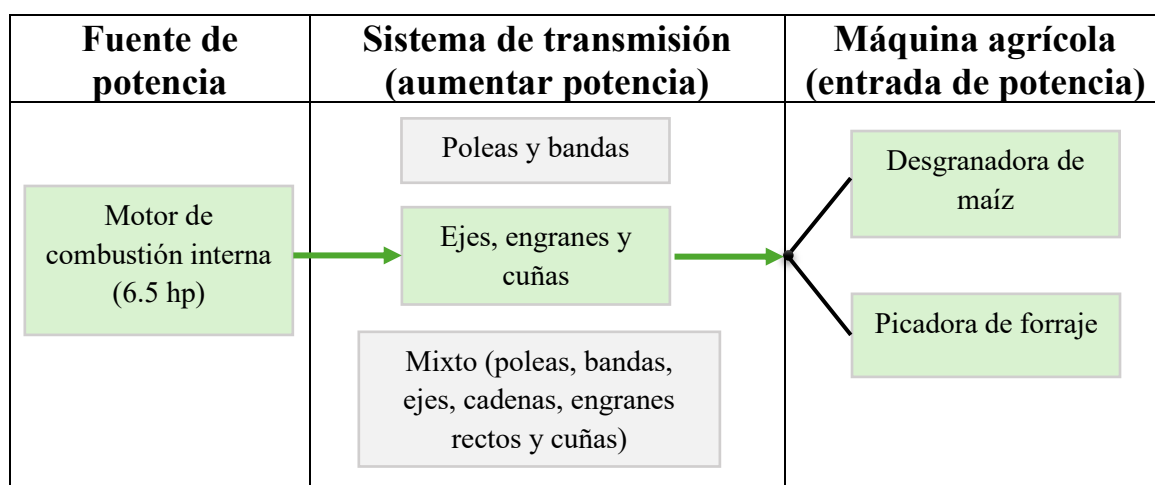 Fuente de
potencia
Sistema de transmisión
(aumentar potencia)
Máquina agrícola
(entrada de potencia)
Motor de
combustión interna
(6.5 hp)
Poleas y bandas
Ejes, engranes y
cuñas
Mixto (poleas, bandas,
ejes, cadenas, engranes
rectos y cuñas)
Desgranadora de
maíz
Picadora de forraje